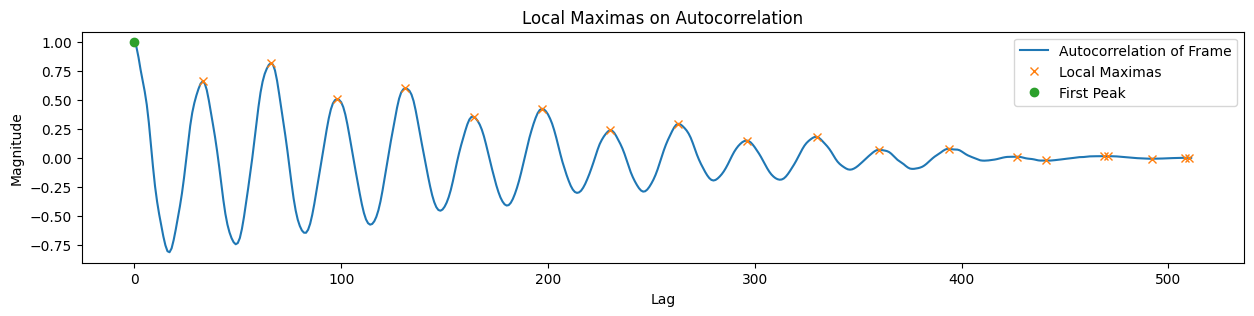 Local Maximas on Autocorrelation
Magnitude
1.00
0.75
0.50
0.25
0.00
−0.25
−0.50
−0.75
Autocorrelation of Frame
Local Maximas
First Peak
0 100 200 300 400 500
Lag